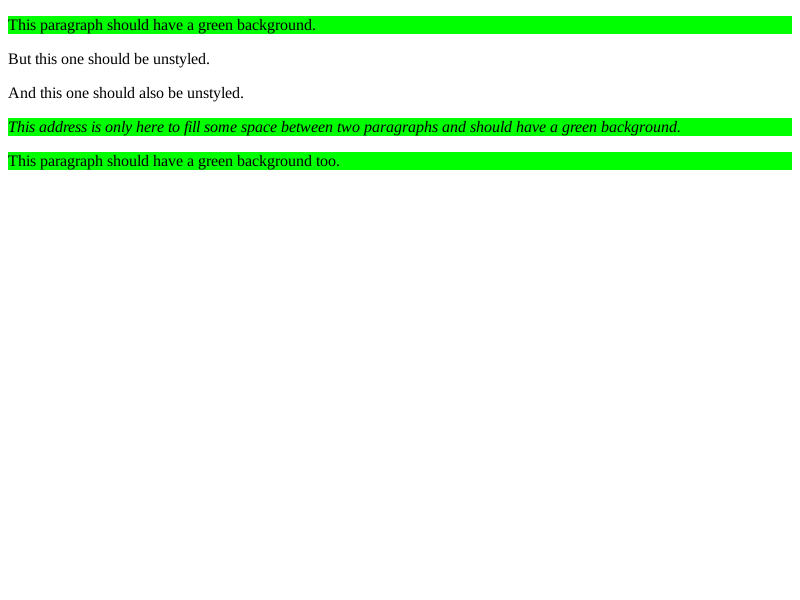 This paragraph should have a green background.
But this one should be unstyled.
And this one should also be unstyled.
This address is only here to fill some space between two paragraphs and should have a green background.
This paragraph should have a green background too.